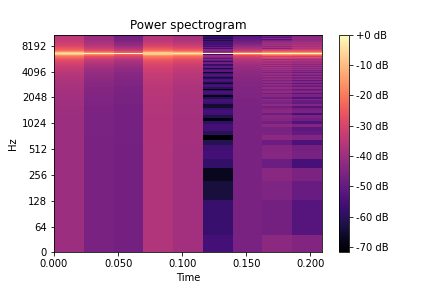 Power spectrogram
8192
4096
2048
1024
512
256
128
64
0
Hz
0.000 0.050 0.100 0.150 0.200
Time
+0 dB
-10 dB
-20 dB
-30 dB
-40 dB
-50 dB
-60 dB
-70 dB